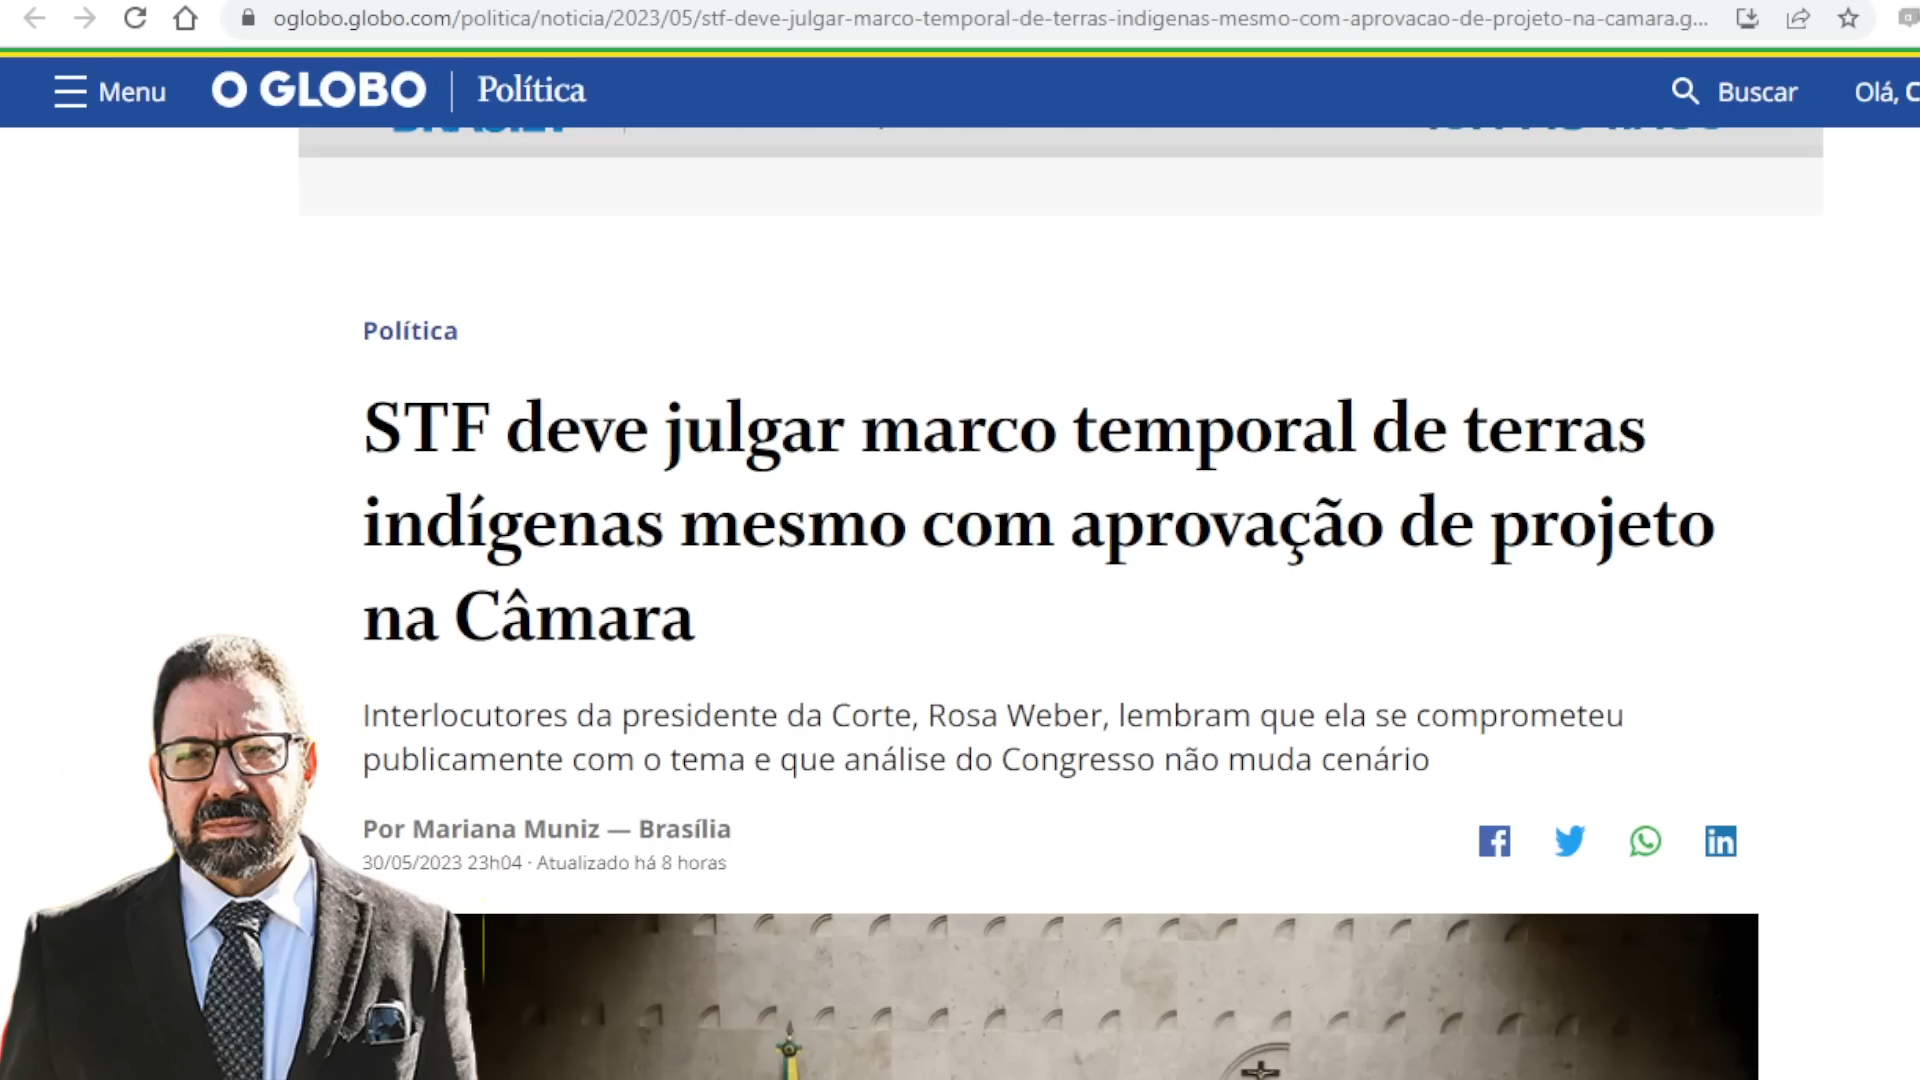 oglobo.globo.com/politica/noticia/2023/05/stf-deve-julgar-marco-temporal-de-terras-indigenas-mesmo-com-aprovacao-de-projeto-na-camara.g...
Menu O GLOBO Política Buscar Olá, C
Política
STF deve julgar marco temporal de terras
indígenas mesmo com aprovação de projeto
na Câmara
Interlocutores da presidente da Corte, Rosa Weber, lembram que ela se comprometeu
publicamente com o tema e que análise do Congresso não muda cenário
Por Mariana Muniz — Brasília
30/05/2023 23h04 · Atualizado há 8 horas